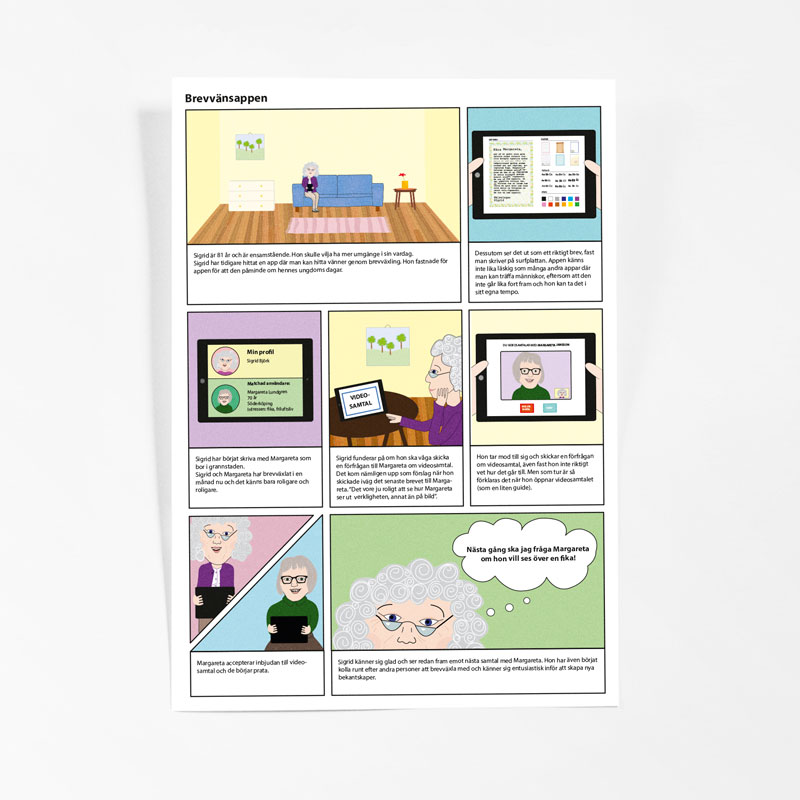 Brevvänsappen
Sigrid är 81 år och är ensamstående. Hon skulle vilja ha mer umgänge i sin vardag.
Sigrid har tidigare hittat en app där man kan hitta vänner genom brevväxling. Hon fastnade för
appen för att den påminde om hennes ungdoms dagar.
Kära Margareta,
Dessutom ser det ut som ett riktigt brev, fast
man skriver på surfplattan. Appen känns
inte lika läskig som många andra appar där
man kan träffa människor, eftersom att den
inte går lika fort fram och hon kan ta det i
sitt egna tempo.
Min profil
Sigrid Björk
Matchad användare:
Margareta Lundgren
70 år
Söderköping
Intressen: fika, friluftsliv
Sigrid har börjat skriva med Margareta som
bor i grannstaden.
Sigrid och Margareta har brevväxlat i en
månad nu och det känns bara roligare och
roligare.
VIDEO-
SAMTAL
Sigrid funderar på om hon ska våga skicka
en förfrågan till Margareta om videosamtal.
Det kom nämligen upp som förslag när hon
skickade iväg det senaste brevet till Marga-
reta. "Det vore ju roligt att se hur Margareta
ser ut i verkligheten, annat än på bild".
Hon tar mod till sig och skickar en förfrågan
om videosamtal, även fast hon inte riktigt
vet hur det går till. Men som tur är så
förklaras det när hon öppnar videosamtalet
(som en liten guide).
Margareta accepterar inbjudan till video-
samtal och de börjar prata.
Nästa gång ska jag fråga Margareta
om hon vill ses över en fika!
Sigrid känner sig glad och ser redan fram emot nästa samtal med Margareta. Hon har även börjat
kolla runt efter andra personer att brevväxla med och känner sig entusiastisk inför att skapa nya
bekantskaper.